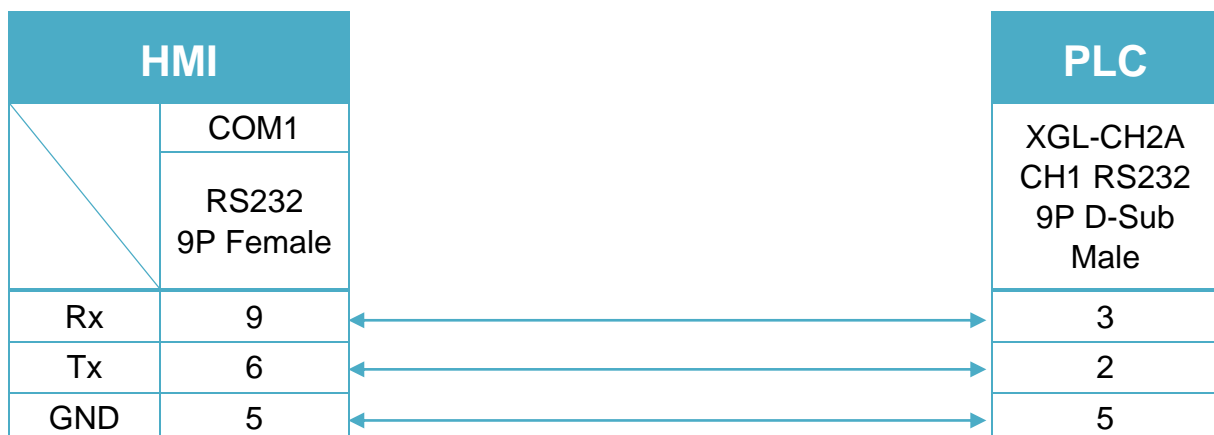 HMI
PLC
COM1
RS232
9P Female
XGL-CH2A
CH1 RS232
9P D-Sub
Male
Rx 9 3
Tx 6 2
GND 5 5